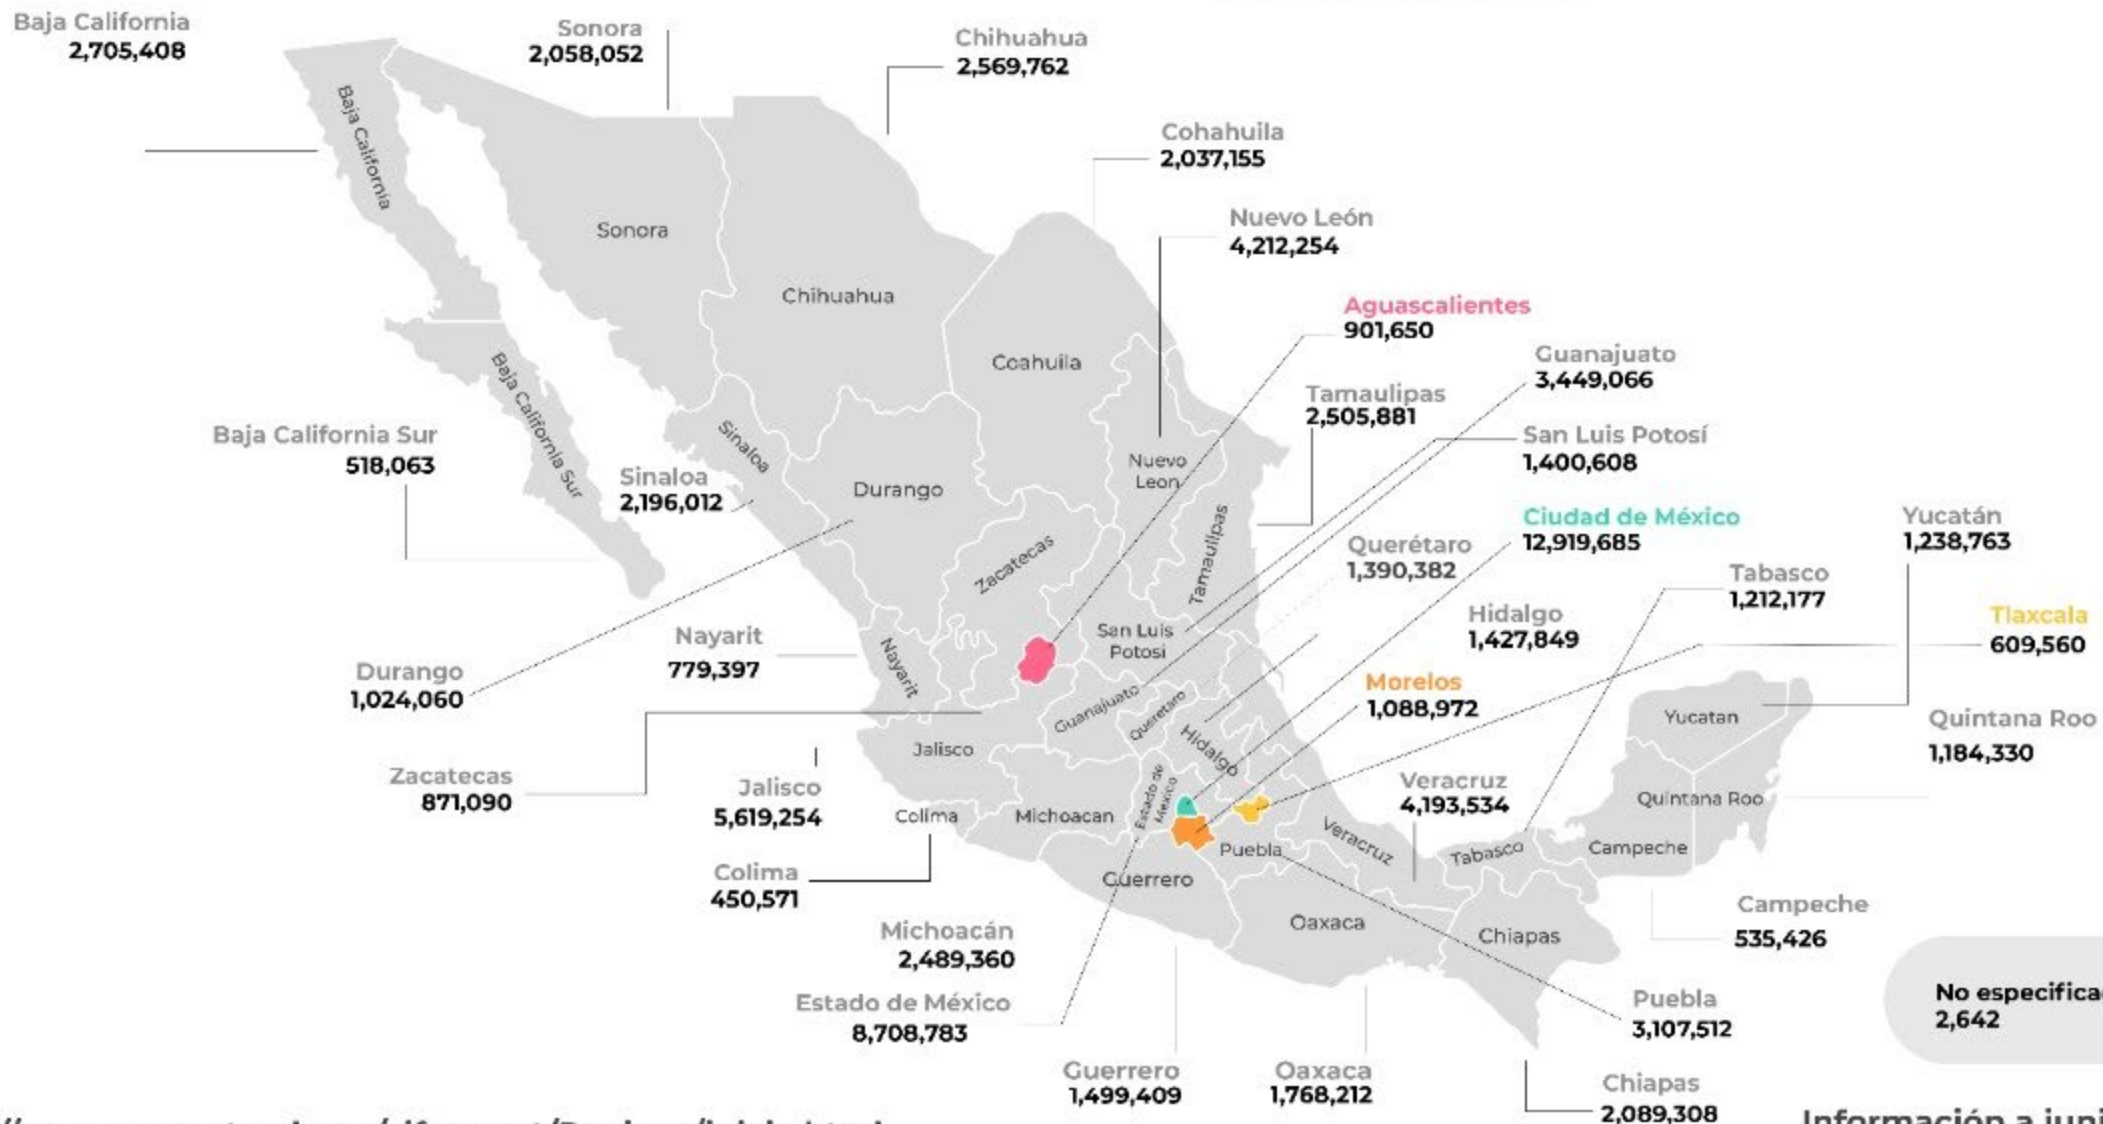 Baja California
2,705,408
Sonora
2,058,052
Chihuahua
2,569,762
Cohahuila
2,037,155
Nuevo León
4,212,254
Aguascalientes
901,650
Guanajuato
3,449,066
Tamaulipas
2,505,881
San Luis Potosí
1,400,608
Ciudad de México
12,919,685
Querétaro
1,390,382
Yucatán
1,238,763
Tabasco
1,212,177
Hidalgo
1,427,849
Tlaxcala
609,560
Morelos
1,088,972
Quintana Roo
1,184,330
Veracruz
4,193,534
Campeche
535,426
Puebla
3,107,512
Chiapas
2,089,308
Oaxaca
1,768,212
Guerrero
1,499,409
Estado de México
8,708,783
Michoacán
2,489,360
Colima
450,571
Jalisco
5,619,254
Zacatecas
871,090
Durango
1,024,060
Nayarit
779,397
Sinaloa
2,196,012
Baja California Sur
518,063
Baja California
Sonora
Chihuahua
Coahuila
Baja California Sur
Sinaloa
Durango
Nuevo
Leon
Tamaulipas
Zacatecas
San Luis
Potosi
Nayarit
Guanajuato
Queretaro
Hidalgo
Jalisco
Colima
Michoacan
Estado de
Mexico
Puebla
Guerrero
Veracruz
Oaxaca
Tabasco
Chiapas
Campeche
Yucatan
Quintana Roo
No especifica
2,642
Información a juni